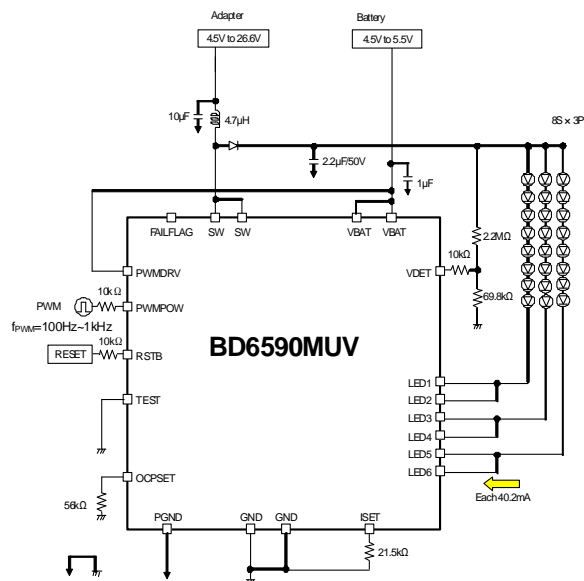 Adapter
Battery
4.5V to 26.6V
4.5V to 5.5V
10µF
4.7µH
8S × 3P
2.2µF/50V
1µF
FAILFLAG
SW
SW
VBAT
VBAT
2.2MΩ
10kΩ
PWMDRV
VDET
10kΩ
PWM
PWMPOW
69.8kΩ
fPWM=100Hz~1kHz
10kΩ
RESET
RSTB
BD6590MUV
LED1
TEST
LED2
LED3
LED4
LED5
OCPSET
LED6
56kΩ
Each 40.2mA
PGND
GND
GND
ISET
21.5kΩ